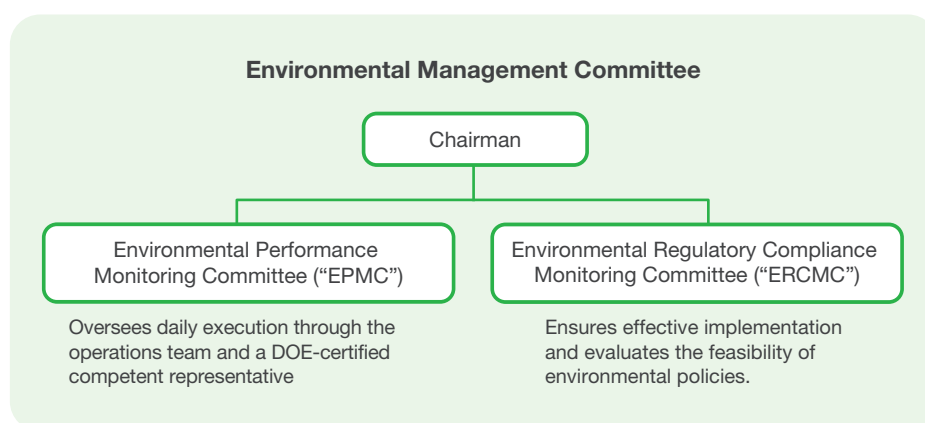 Environmental Management Committee
Chairman
Environmental Performance
Monitoring Committee (“EPMC”)
Oversees daily execution through the
operations team and a DOE-certified
competent representative
Environmental Regulatory Compliance
Monitoring Committee (“ERCMC”)
Ensures effective implementation
and evaluates the feasibility of
environmental policies.